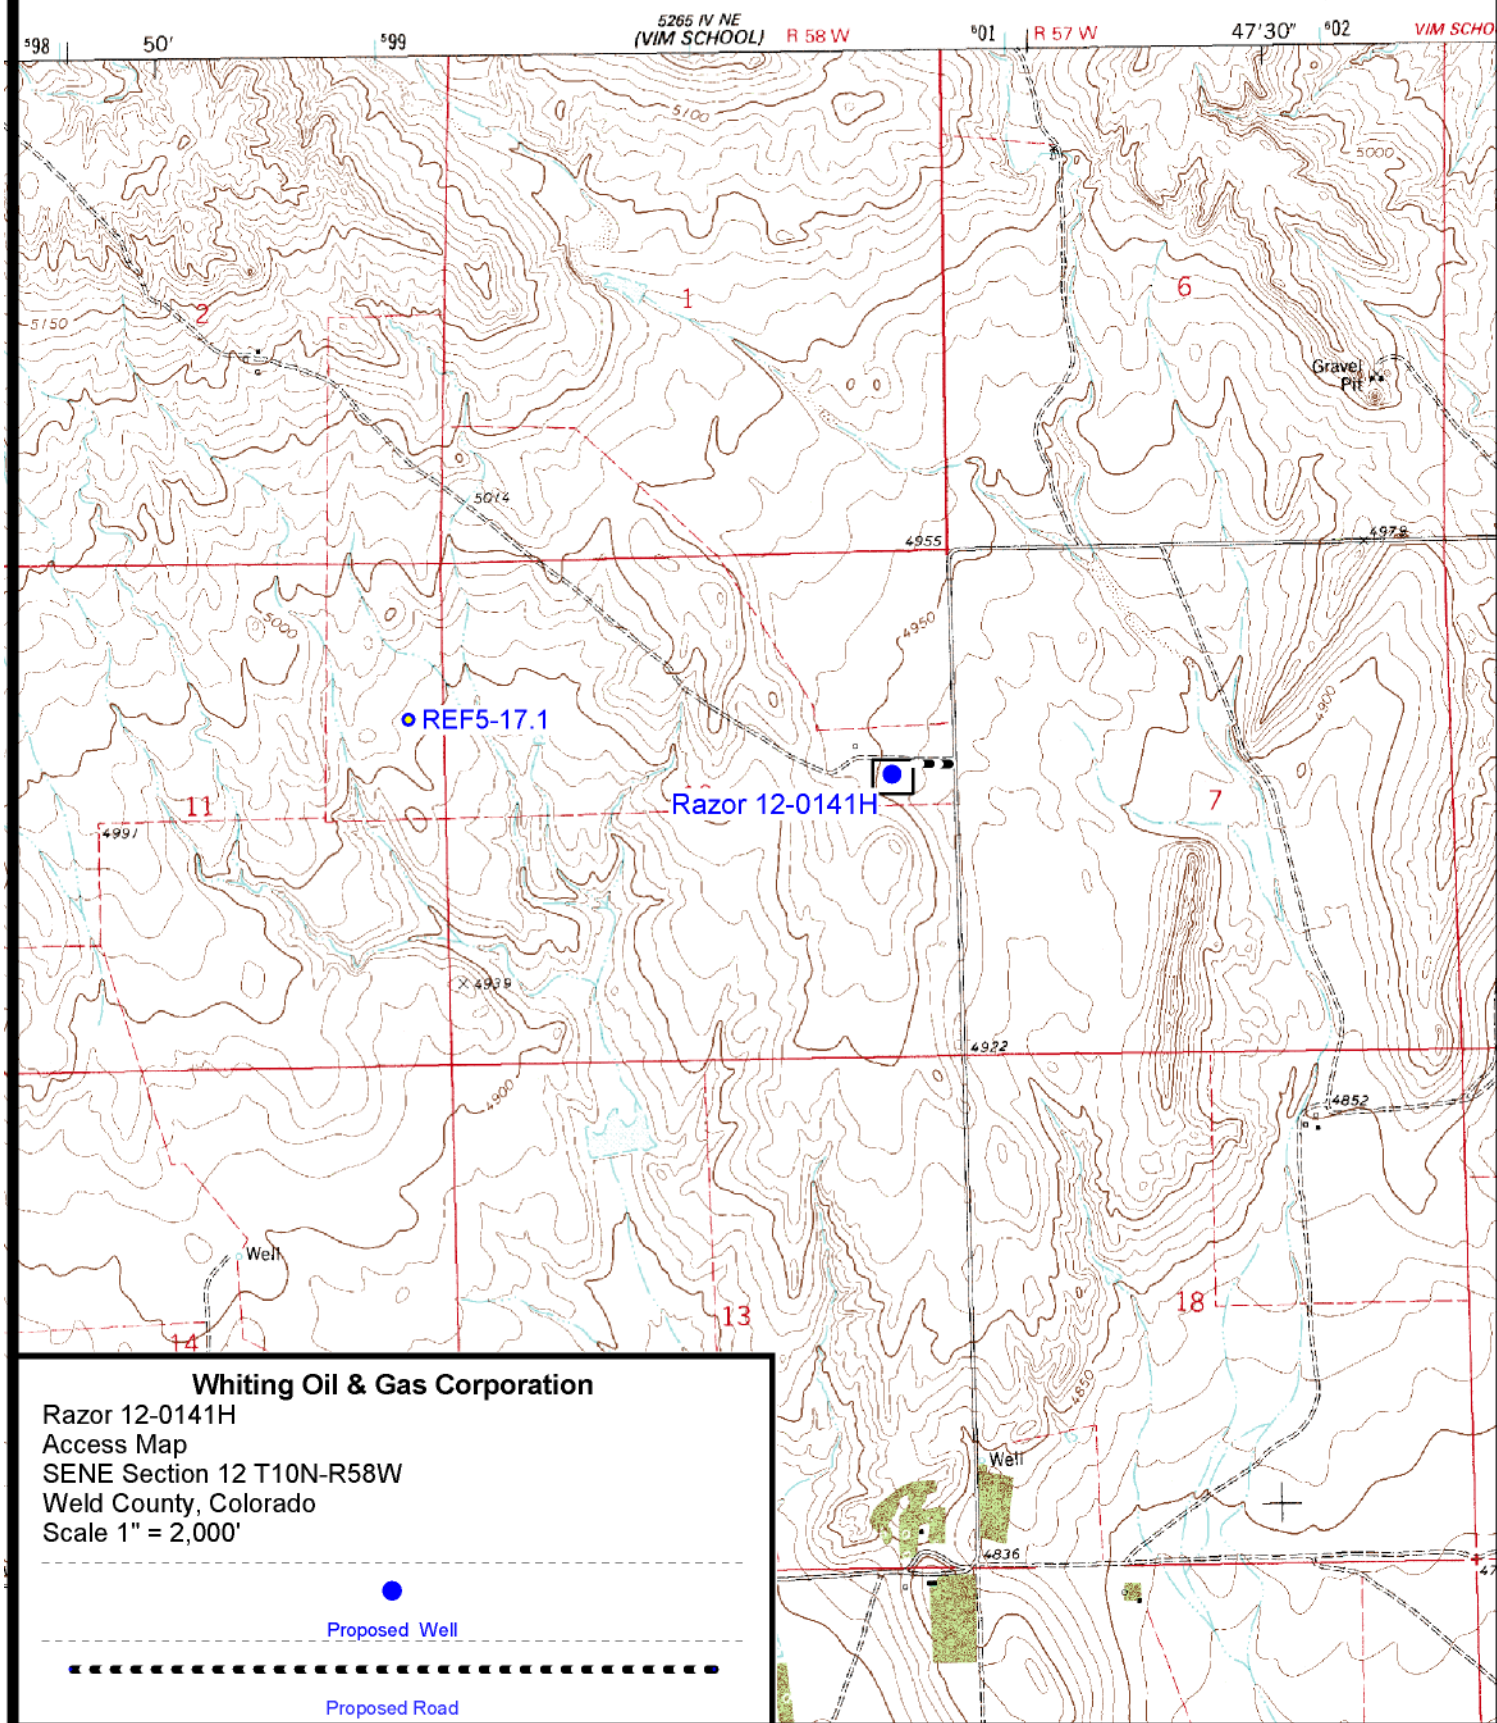 5265 IV NE
(VIM SCHOOL)
R 58 W
R 57 W
VIM SCHO
⁵98
50'
⁵99
⁶01
47'30"
⁶02
5100
5000
2
1
6
5150
Gravel
Pit
5014
4955
4979
5000
4950
4900
REF5-17.1
Razor 12-0141H
11
7
4991
4939
4922
4900
4852
Well
13
18
14
4850
Well
4836
47
Whiting Oil & Gas Corporation
Razor 12-0141H
Access Map
SENE Section 12 T10N-R58W
Weld County, Colorado
Scale 1" = 2,000'
Proposed Well
Proposed Road